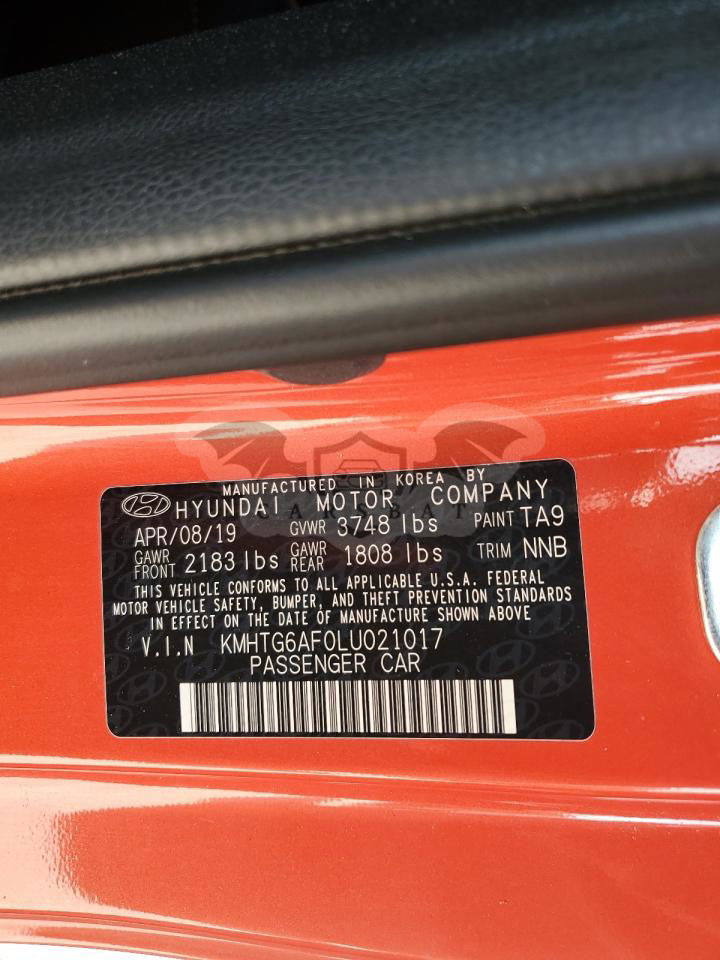 MANUFACTURED IN KOREA BY
HYUNDAI MOTOR COMPANY
APR/08/19 GVWR 3748 lbs PAINT TA9
GAWR FRONT 2183 lbs GAWR REAR 1808 lbs TRIM NNB
THIS VEHICLE CONFORMS TO ALL APPLICABLE U.S.A. FEDERAL
MOTOR VEHICLE SAFETY, BUMPER, AND THEFT PREVENTION STANDARDS
IN EFFECT ON THE DATE OF MANUFACTURE SHOWN ABOVE
V.I.N KMHTG6AF0LU021017
PASSENGER CAR